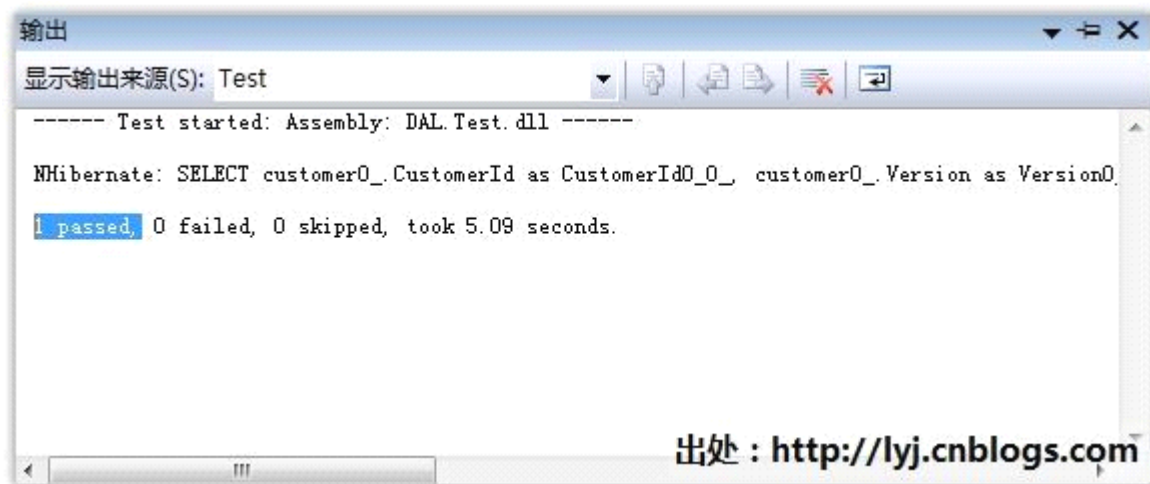 输出
显示输出来源(S): Test
------ Test started: Assembly: DAL.Test.dll ------
NHibernate: SELECT customer0_.CustomerId as CustomerId0_0_, customer0_.Version as Version0_
1 passed, 0 failed, 0 skipped, took 5.09 seconds.
出处：http://lyj.cnblogs.com